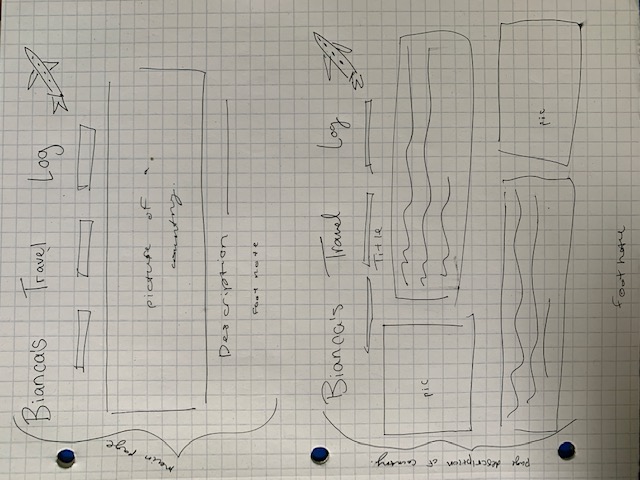 Bianca's Travel Log
main page
picture of a
country.
Description
Foot note
Bianca's Travel Log
Title
page description of country.
pic
pic
foot note